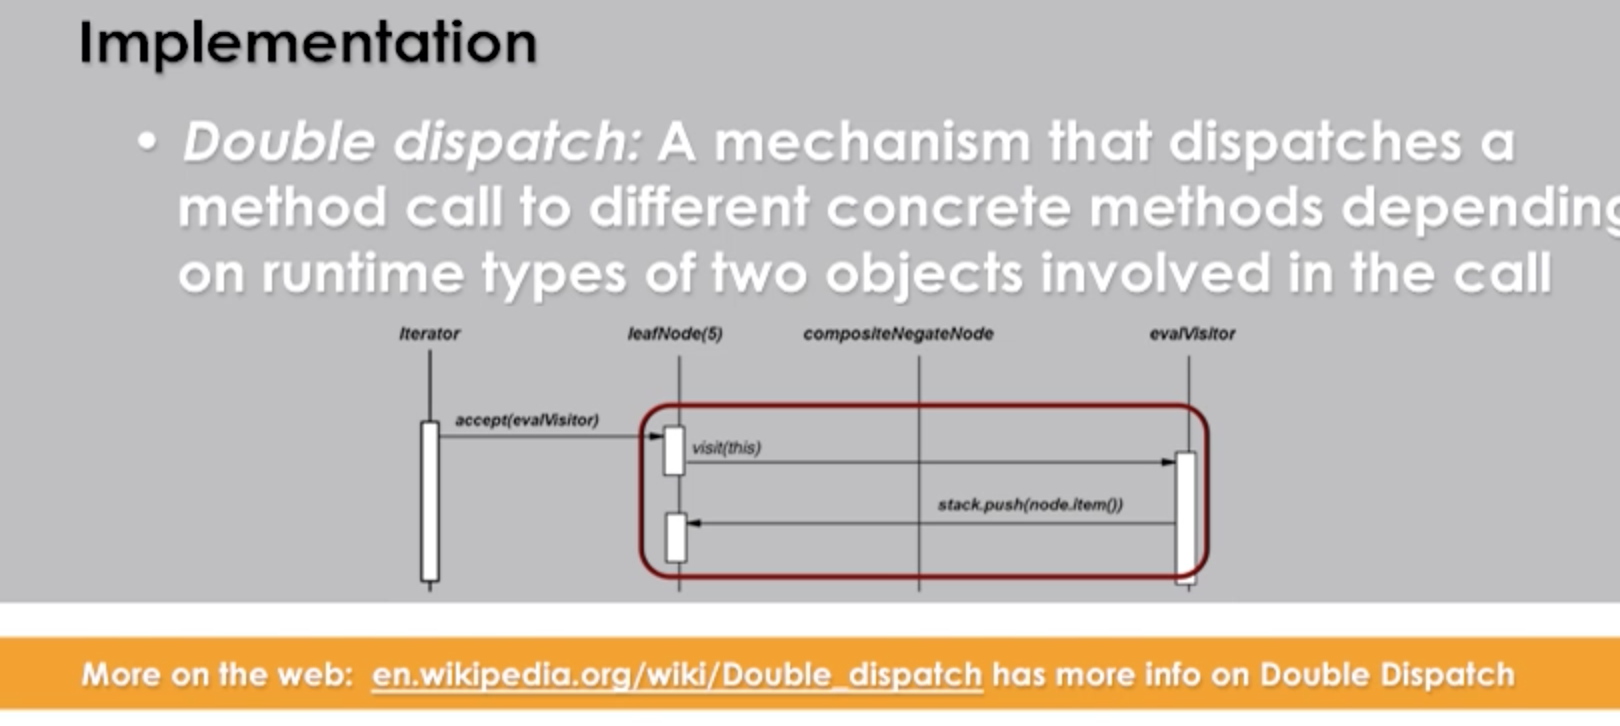 Implementation
• Double dispatch: A mechanism that dispatches a
method call to different concrete methods depending
on runtime types of two objects involved in the call
Iterator leafNode(5) compositeNegateNode evalVisitor
accept(evalVisitor)
visit(this)
stack.push(node.item())
More on the web: en.wikipedia.org/wiki/Double_dispatch has more info on Double Dispatch